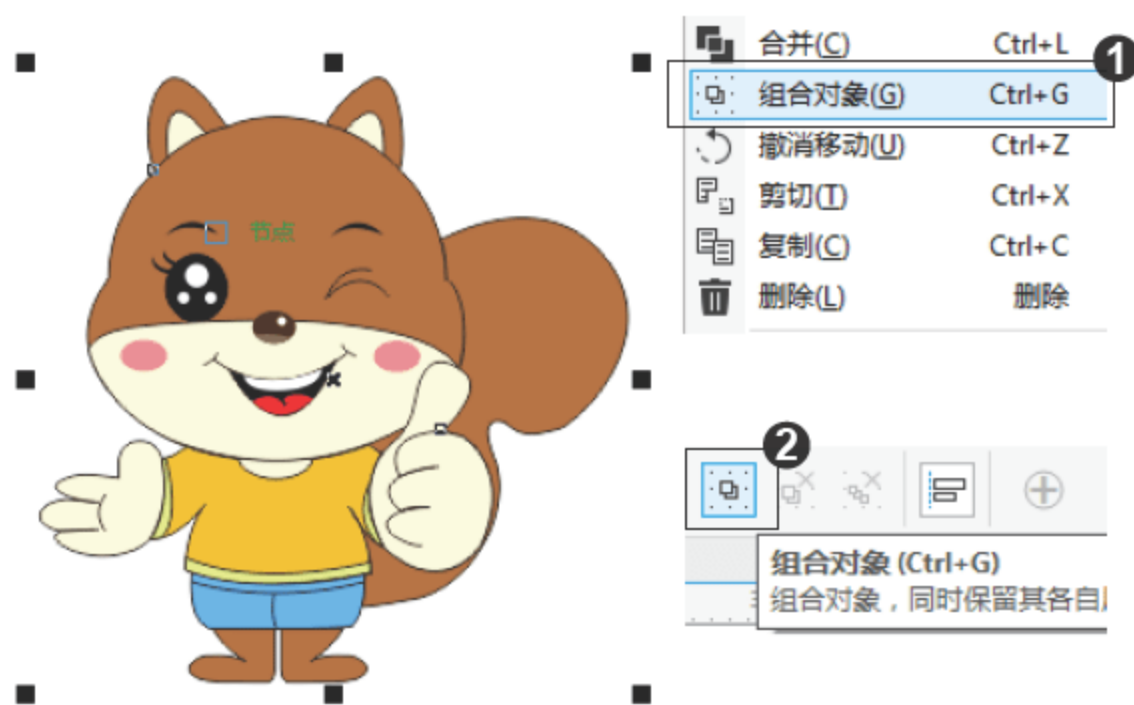 节点
合并(C) Ctrl+L
1
组合对象(G) Ctrl+G
撤消移动(U) Ctrl+Z
剪切(T) Ctrl+X
复制(C) Ctrl+C
删除(L) 删除
2
组合对象 (Ctrl+G)
组合对象，同时保留其各自